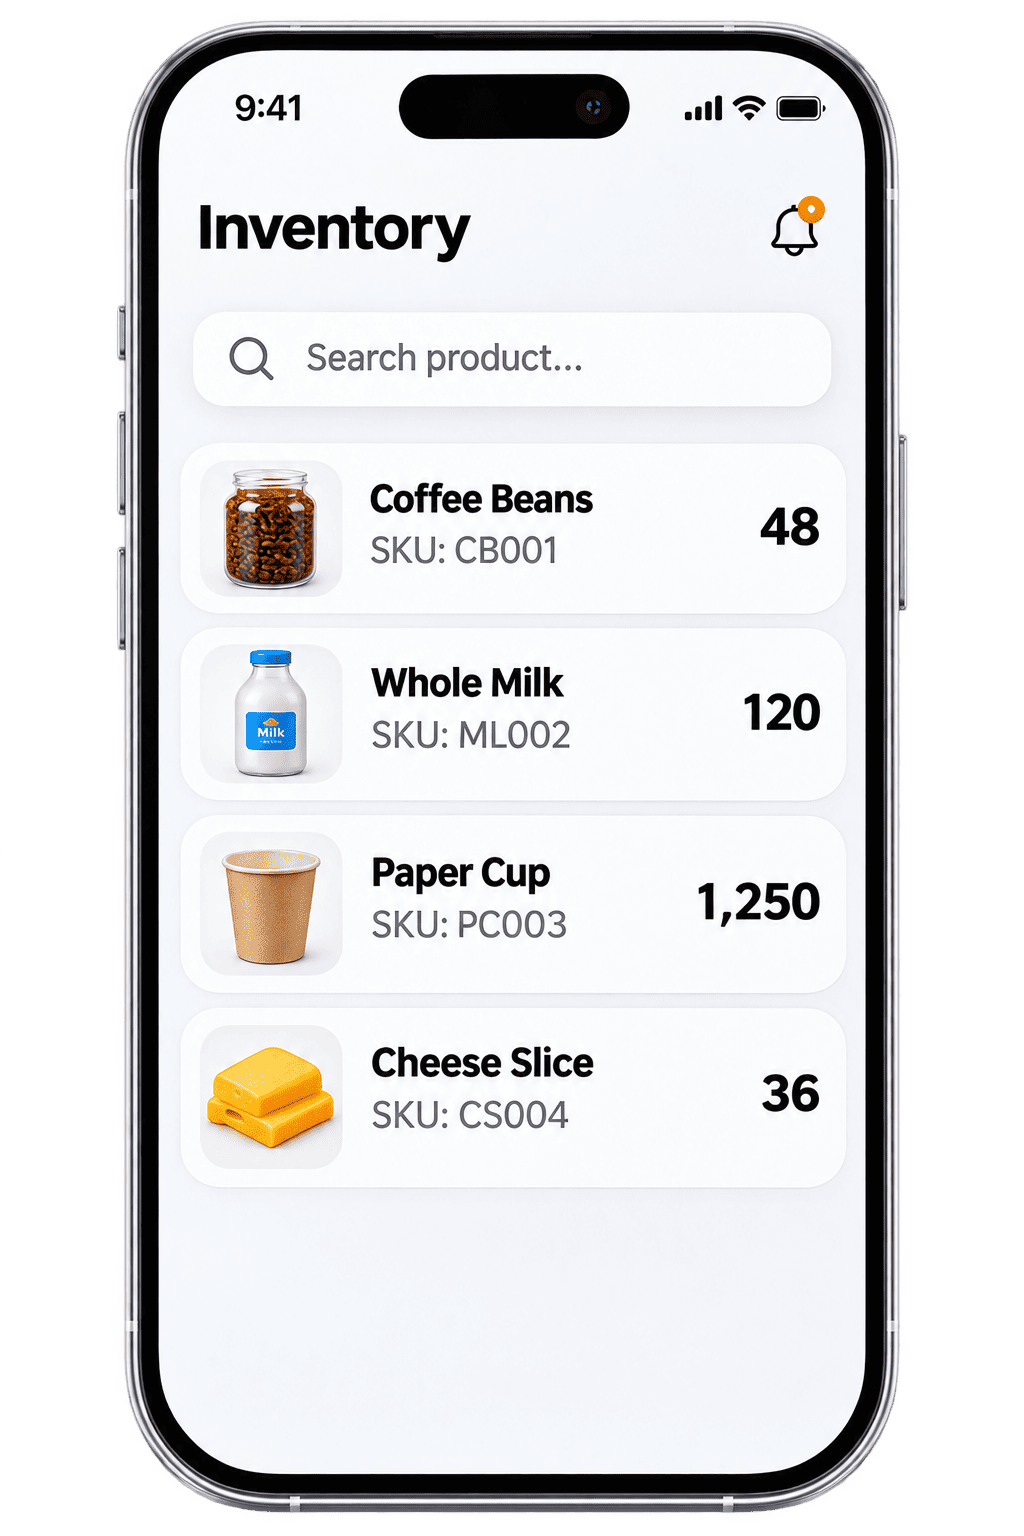 9:41
Inventory
Search product...
Coffee Beans
SKU: CB001
48
Whole Milk
SKU: ML002
120
Milk
Paper Cup
SKU: PC003
1,250
Cheese Slice
SKU: CS004
36